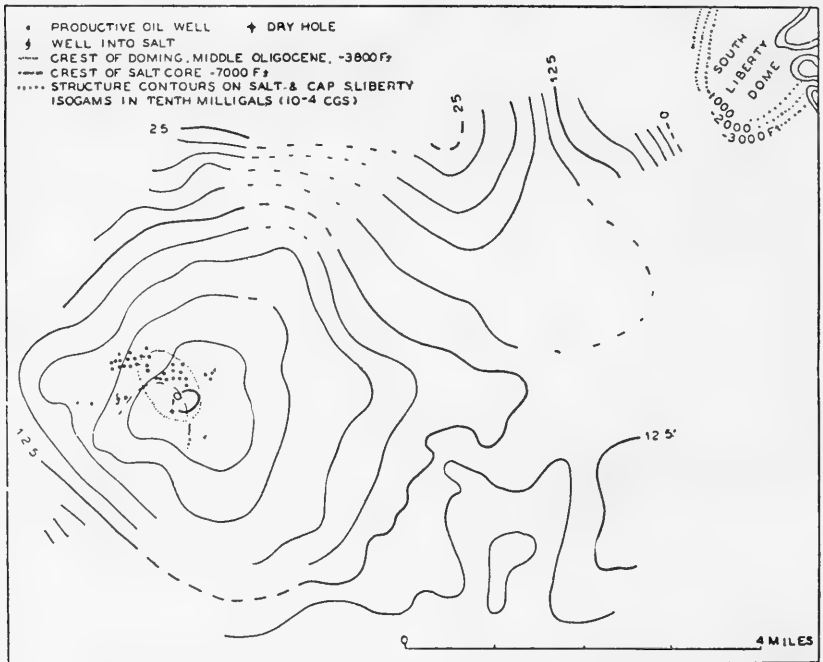 PRODUCTIVE OIL WELL DRY HOLE
WELL INTO SALT
CREST OF DOMING, MIDDLE OLIGOCENE, -3800 Ft
CREST OF SALT CORE -7000 Ft
STRUCTURE CONTOURS ON SALT & CAP S. LIBERTY
ISOGAMS IN TENTH MILLIGALS (10-4 CGS)
SOUTH
LIBERTY
DOME
-1000
-2000
-3000 Ft
25
25
125
0
0
125
125
0 4 MILES